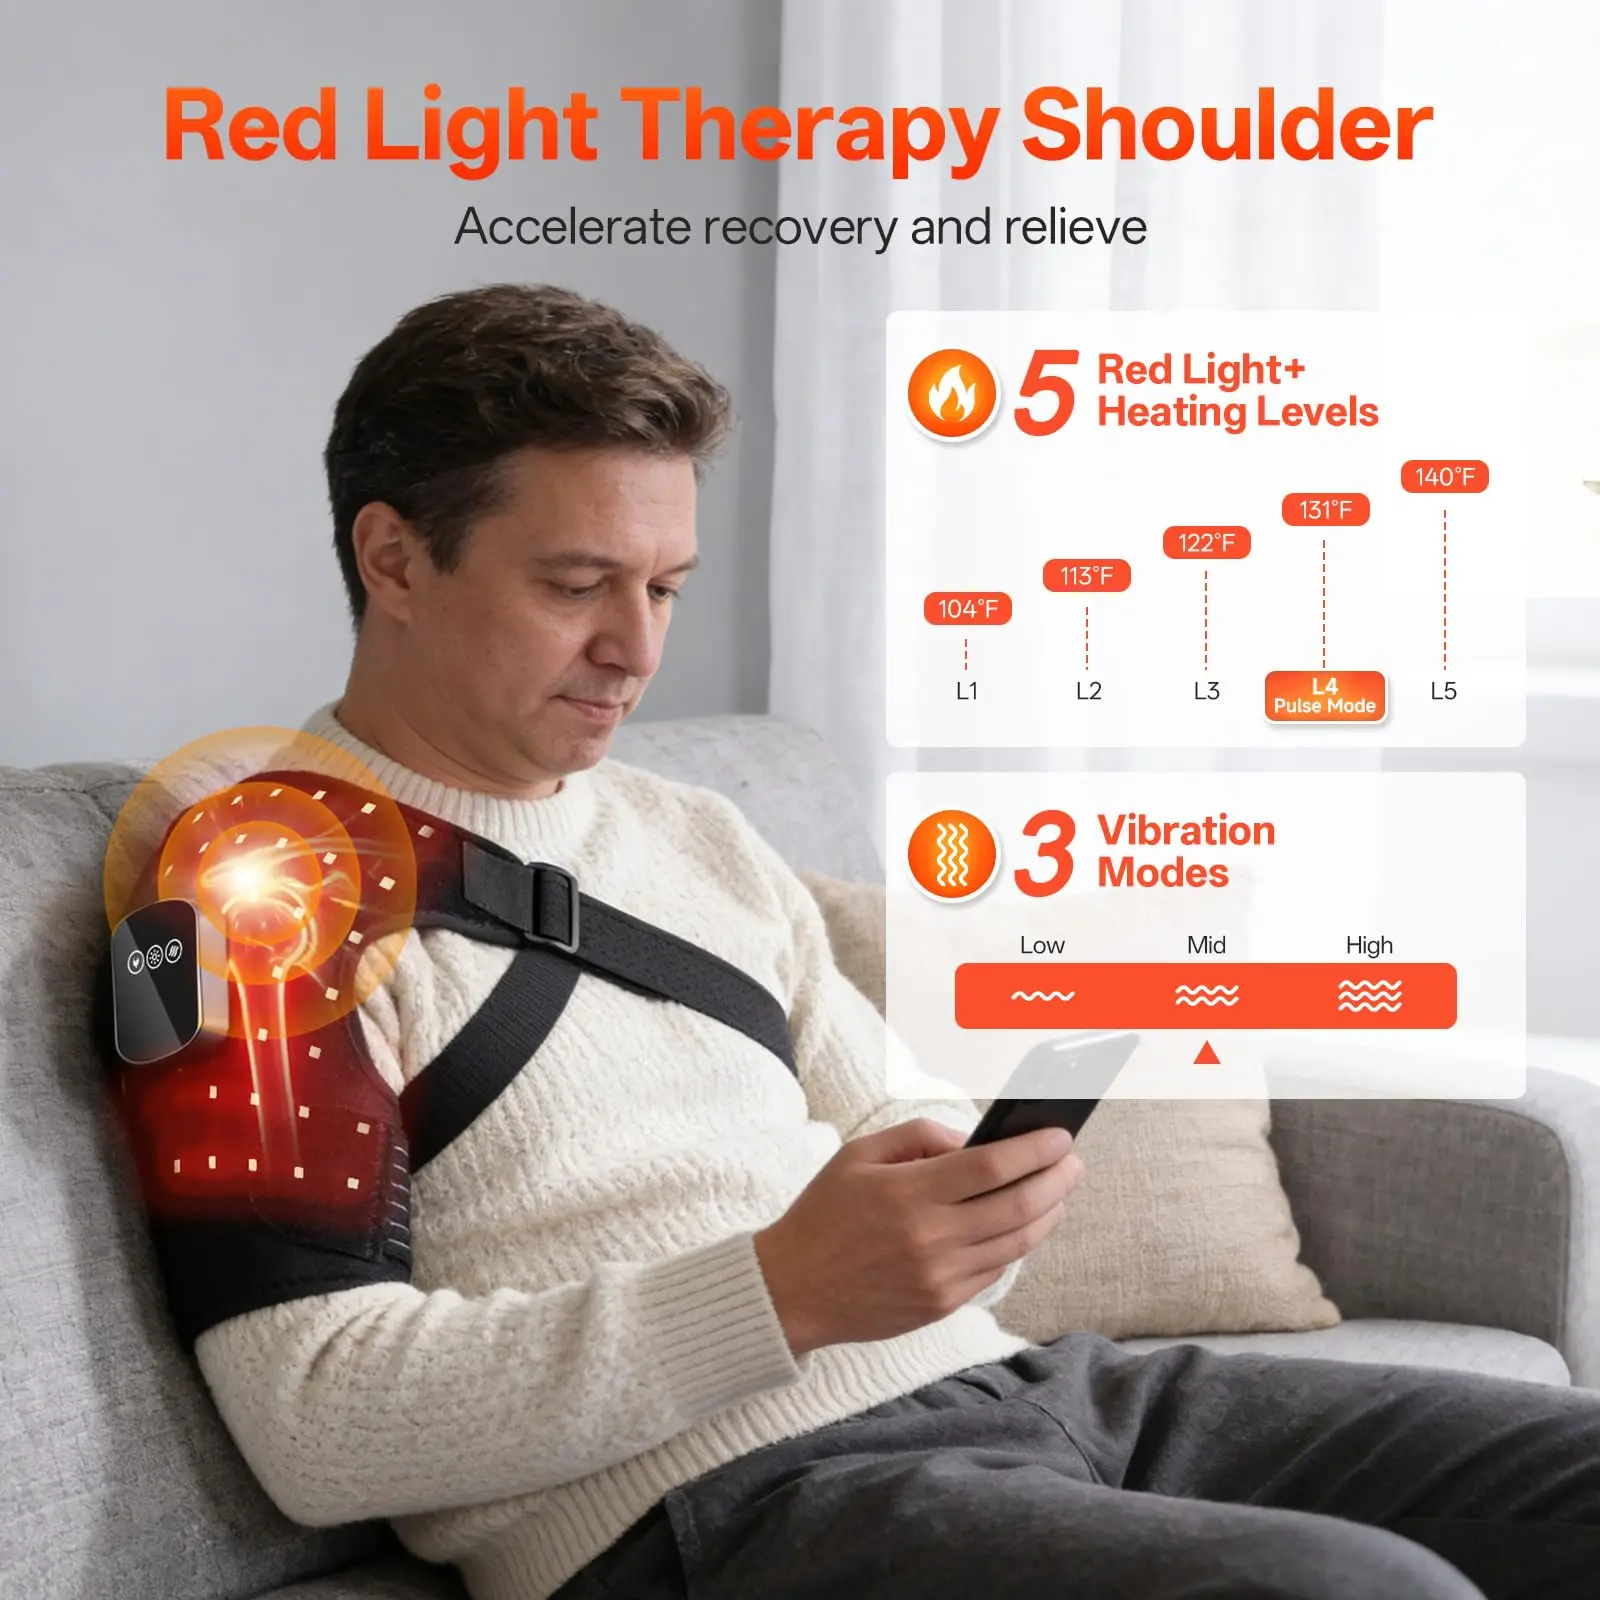 Red Light Therapy Shoulder
Accelerate recovery and relieve
5 Red Light+
Heating Levels
140°F
131°F
122°F
113°F
104°F
L1 L2 L3 L4 L5
Pulse Mode
3 Vibration
Modes
Low Mid High